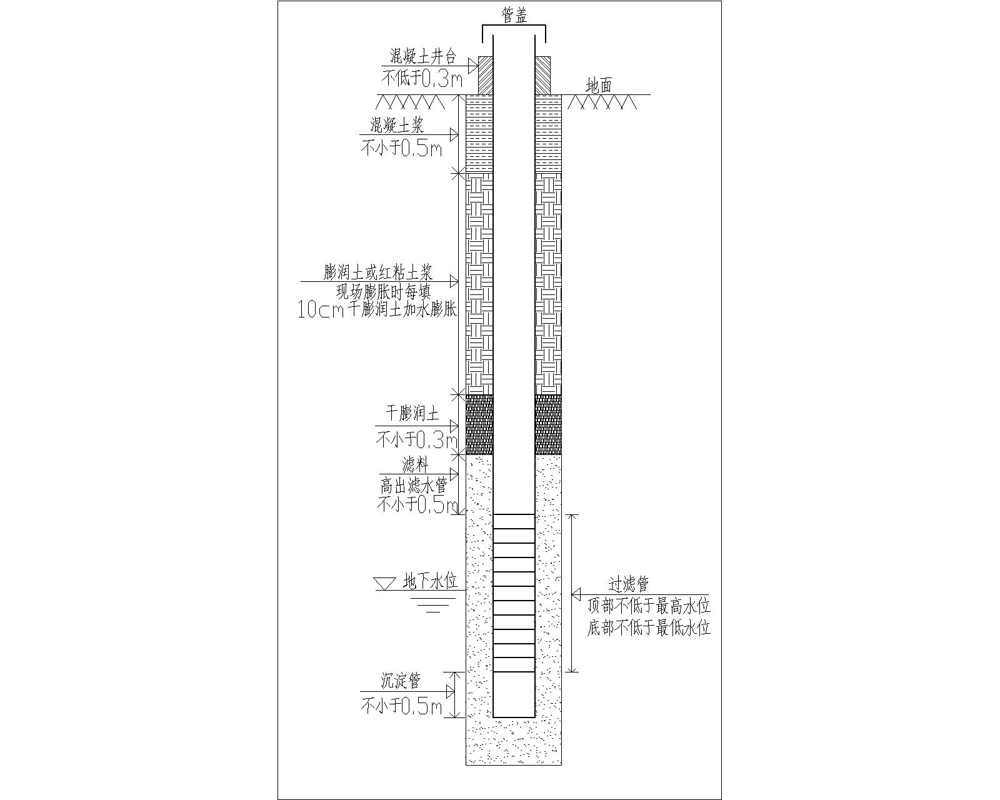 管盖
混凝土井台
不低于0.3m
地面
混凝土浆
不小于0.5m
膨润土或红粘土浆
现场膨胀时每填
10cm干膨润土加水膨胀
干膨润土
不小于0.3m
滤料
高出滤水管
不小于0.5m
地下水位
过滤管
顶部不低于最高水位
底部不低于最低水位
沉淀管
不小于0.5m